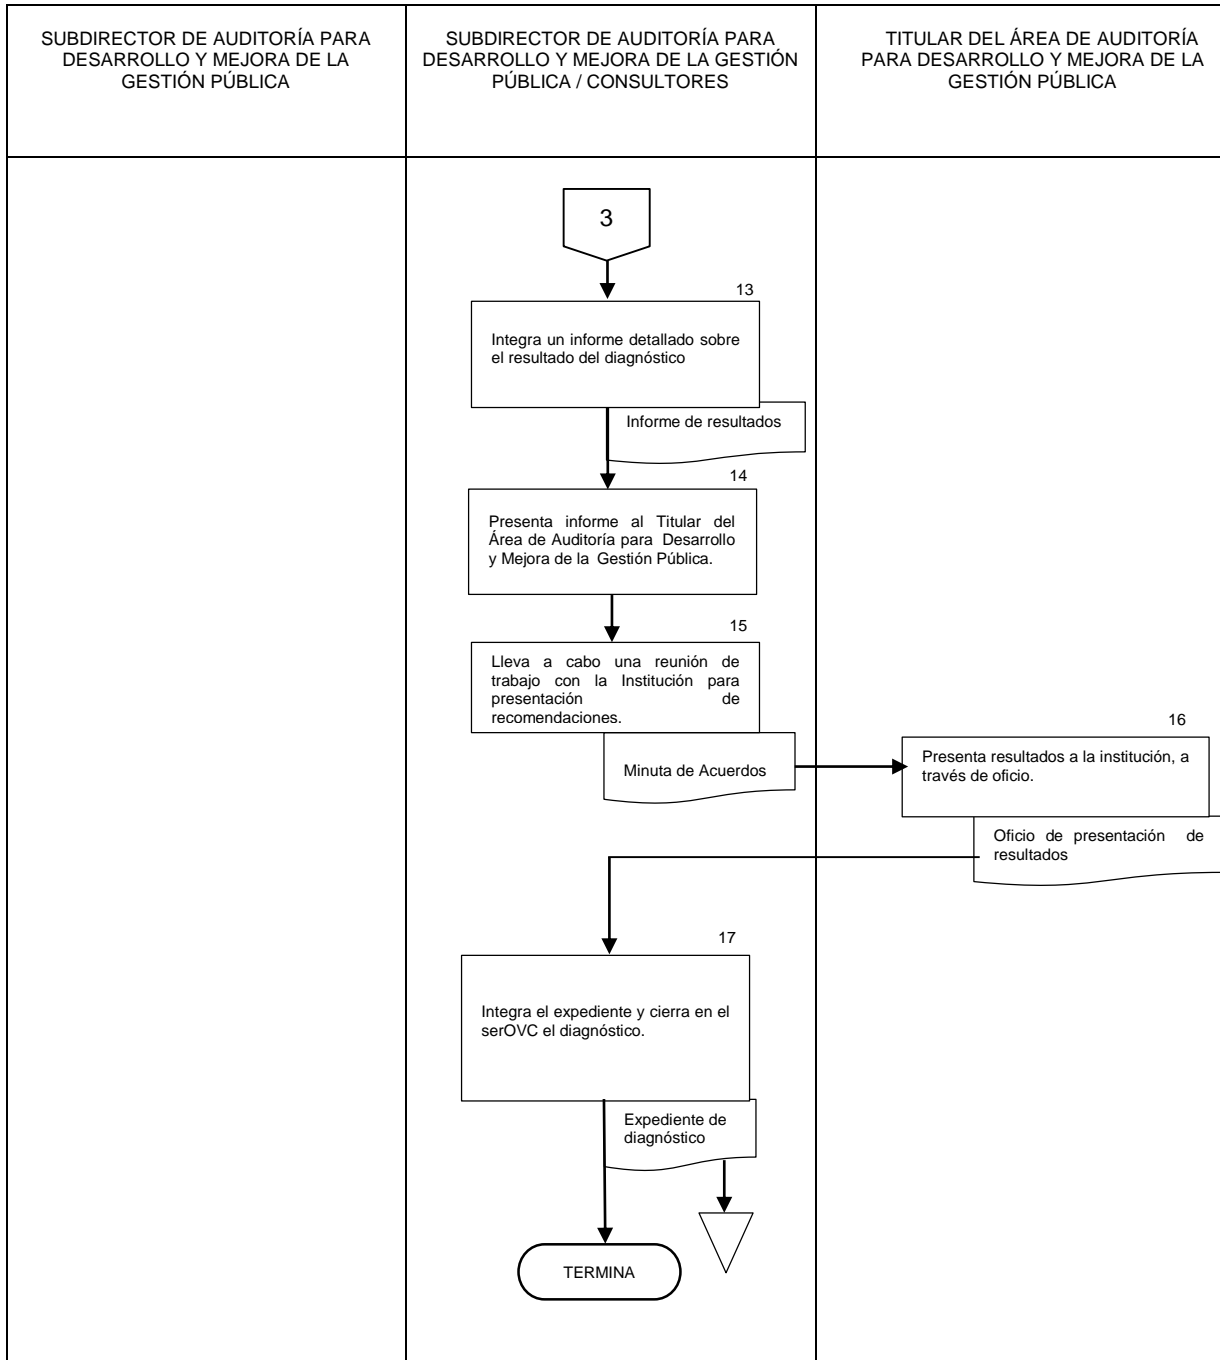 SUBDIRECTOR DE AUDITORÍA PARA
DESARROLLO Y MEJORA DE LA
GESTIÓN PÚBLICA
SUBDIRECTOR DE AUDITORÍA PARA
DESARROLLO Y MEJORA DE LA GESTIÓN
PÚBLICA / CONSULTORES
TITULAR DEL ÁREA DE AUDITORÍA
PARA DESARROLLO Y MEJORA DE LA
GESTIÓN PÚBLICA
3
13
Integra un informe detallado sobre
el resultado del diagnóstico
Informe de resultados
14
Presenta informe al Titular del
Área de Auditoría para Desarrollo
y Mejora de la Gestión Pública.
15
Lleva a cabo una reunión de
trabajo con la Institución para
presentación de
recomendaciones.
Minuta de Acuerdos
16
Presenta resultados a la institución, a
través de oficio.
Oficio de presentación de
resultados
17
Integra el expediente y cierra en el
serOVC el diagnóstico.
Expediente de
diagnóstico
TERMINA